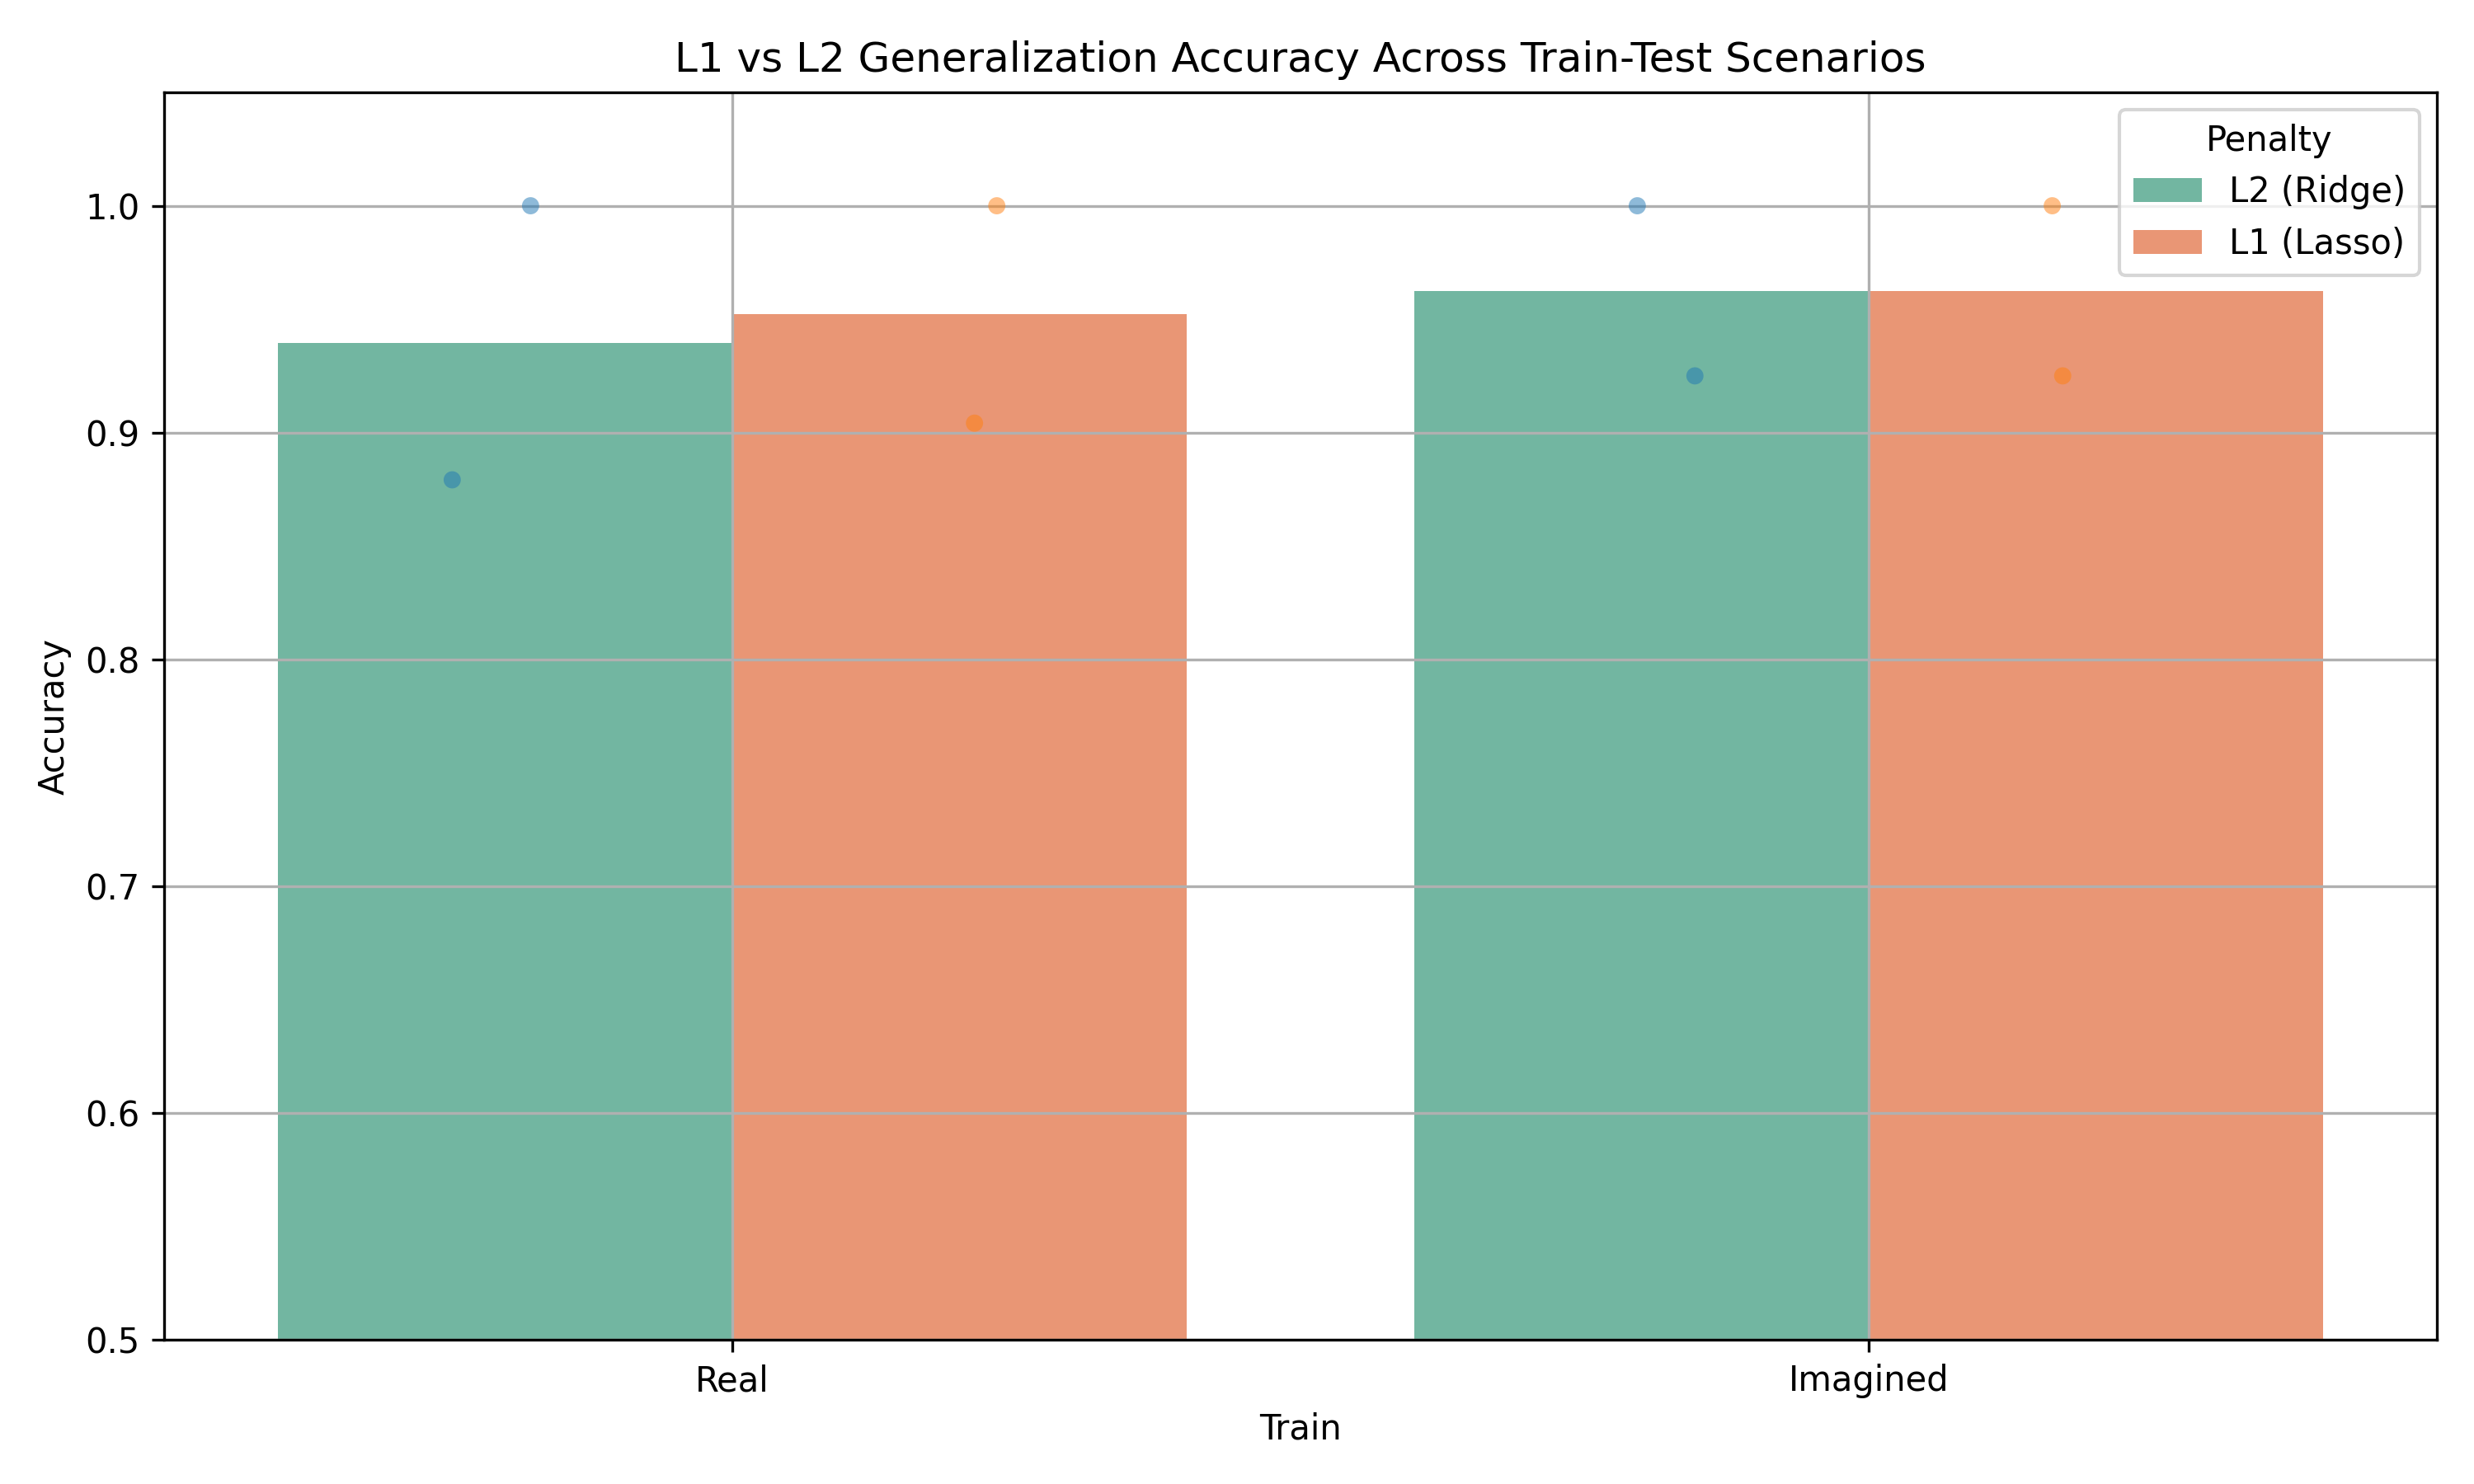 L1 vs L2 Generalization Accuracy Across Train-Test Scenarios
Penalty
L2 (Ridge)
L1 (Lasso)
Accuracy
1.0
0.9
0.8
0.7
0.6
0.5
Real
Imagined
Train